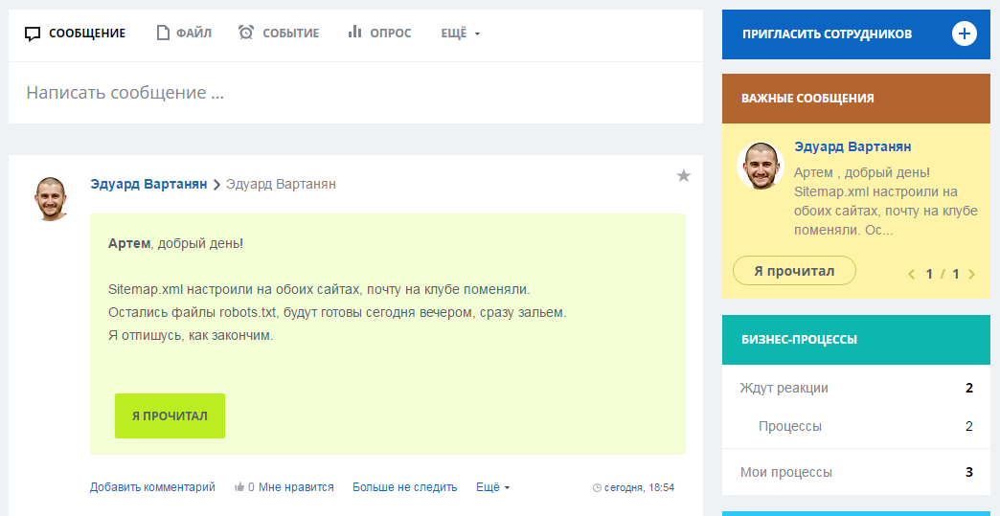 СООБЩЕНИЕ ФАЙЛ СОБЫТИЕ ОПРОС ЕЩЁ
Написать сообщение ...
Эдуард Вартанян Эдуард Вартанян
Артем, добрый день!
Sitemap.xml настроили на обоих сайтах, почту на клубе поменяли.
Остались файлы robots.txt, будут готовы сегодня вечером, сразу зальем.
Я отпишусь, как закончим.
Я ПРОЧИТАЛ
Добавить комментарий 0 Мне нравится Больше не следить Ещё сегодня, 18:54
ПРИГЛАСИТЬ СОТРУДНИКОВ
ВАЖНЫЕ СООБЩЕНИЯ
Эдуард Вартанян
Артем , добрый день!
Sitemap.xml настроили на
обоих сайтах, почту на клубе
поменяли. Ос...
Я прочитал 1 / 1
БИЗНЕС-ПРОЦЕССЫ
Ждут реакции 2
Процессы 2
Мои процессы 3